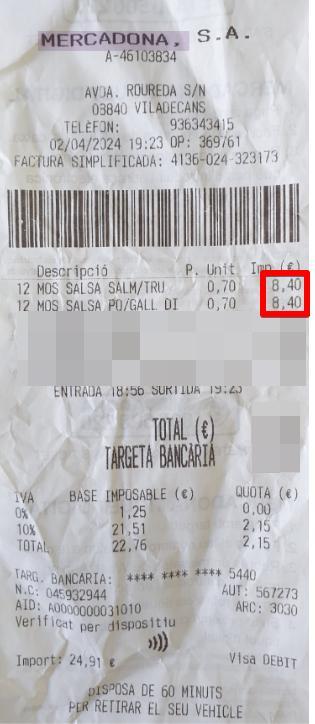 MERCADONA, S.A.
A-46103834
AVDA. ROUREDA S/N
08840 VILADECANS
TELÈFON: 936343415
02/04/2024 19:23 OP: 369761
FACTURA SIMPLIFICADA: 4136-024-323173
Descripció P. Unit Imp (€)
12 MOS SALSA SALM/TRU 0,70 8,40
12 MOS SALSA PO/GALL DI 0,70 8,40
ENTRADA 18:56 SORTIDA 19:23
TOTAL (€)
TARGETA BANCÀRIA
IVA BASE IMPOSABLE (€) QUOTA (€)
0% 1,25 0,00
10% 21,51 2,15
TOTAL 22,76 2,15
TARG. BANCARIA: **** **** **** 5440
N.C: 045932944 AUT: 567273
AID: A0000000031010 ARC: 3030
Verificat per dispositiu
Import: 24,91 € Visa DEBIT
DISPOSA DE 60 MINUTS
PER RETIRAR EL SEU VEHICLE